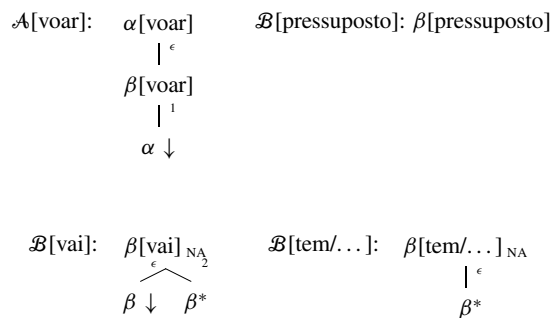 𝒜[voar]: α[voar] ℬ[pressuposto]: β[pressuposto]
ϵ
β[voar]
1
α ↓
ℬ[vai]: β[vai] NA ℬ[tem/. . . ]: β[tem/. . . ] NA
ϵ 2 ϵ
β ↓ β* β*